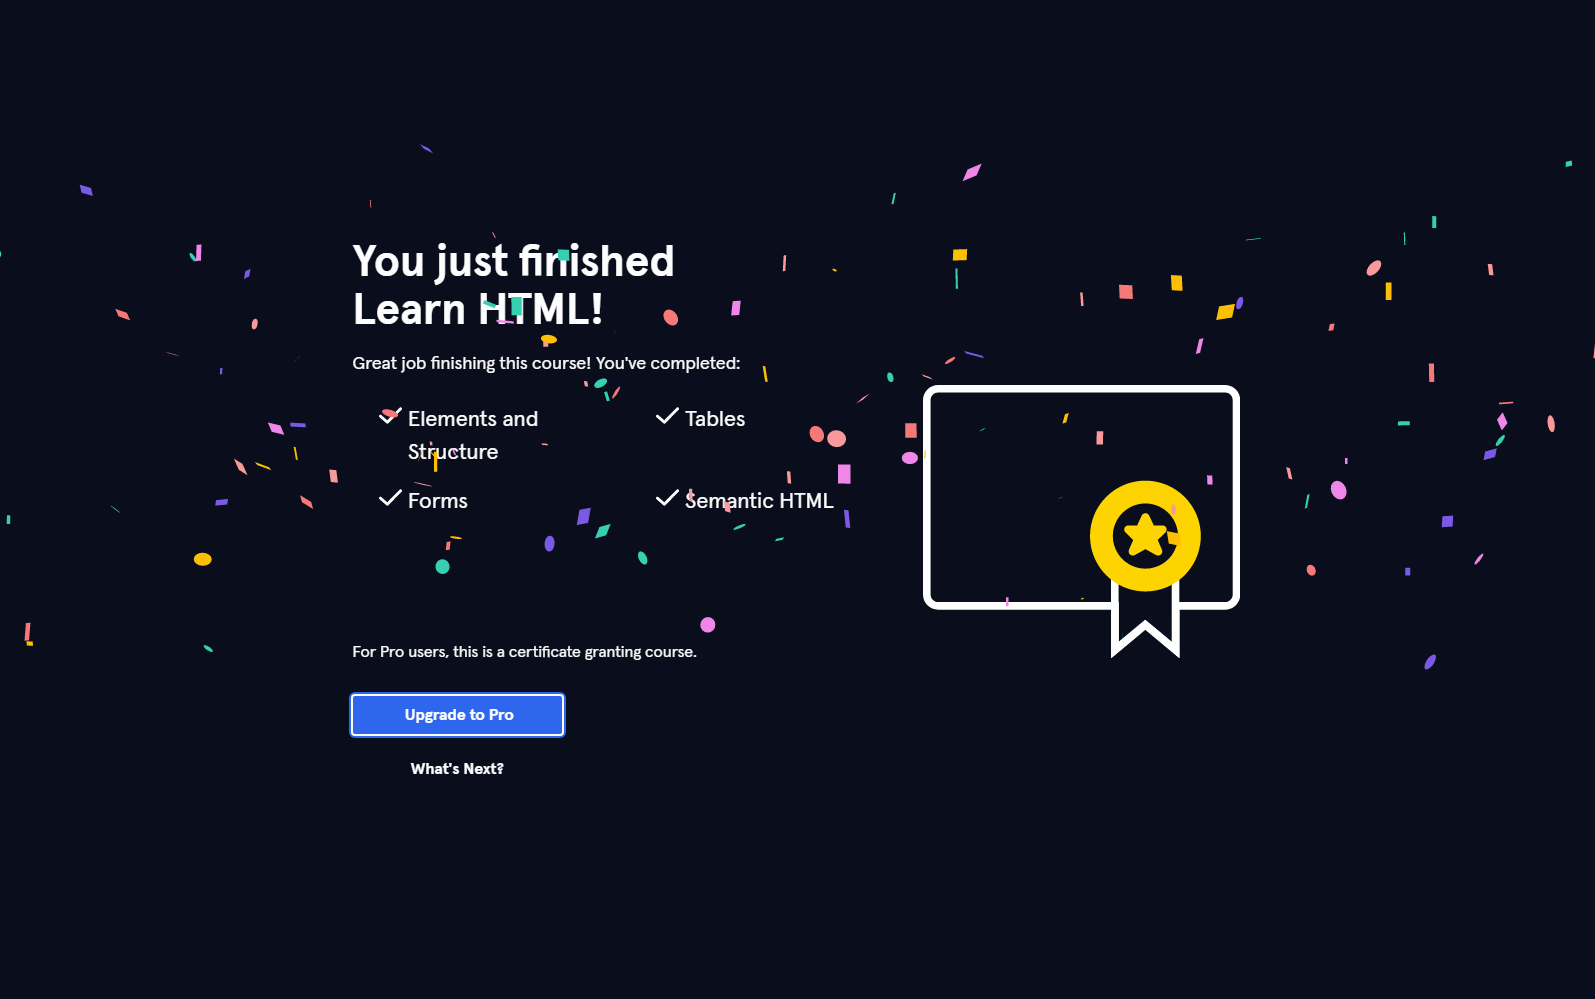 You just finished
Learn HTML!
Great job finishing this course! You've completed:
Elements and
Structure
Tables
Forms
Semantic HTML
For Pro users, this is a certificate granting course.
Upgrade to Pro
What's Next?